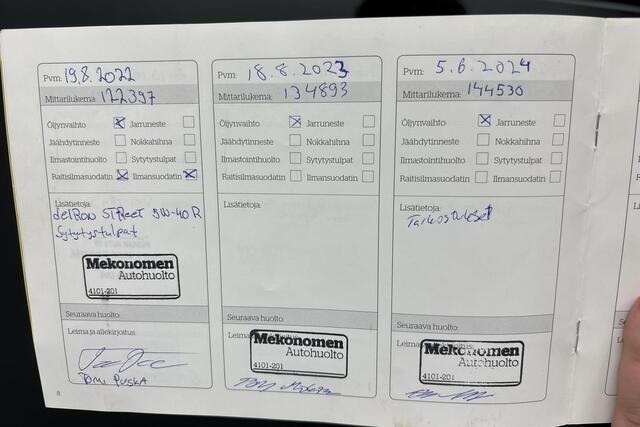 Pvm: 19.8.2022
Mittarilukema: 122397
Öljynvaihto Jarruneste
Jäähdytinneste Nokkahihna
Ilmastointihuolto Sytytystulpat
Raitisilmasuodatin Ilmansuodatin
Lisätietoja:
delRON STREET 5W-40 R
Sytytystulpat
Mekonomen
Autohuolto
4101-201
Seuraava huolto:
Leima ja allekirjoitus:
TOMI PUSKA
8
Pvm: 18.8.2023
Mittarilukema: 134893
Öljynvaihto Jarruneste
Jäähdytinneste Nokkahihna
Ilmastointihuolto Sytytystulpat
Raitisilmasuodatin Ilmansuodatin
Lisätietoja:
Seuraava huolto:
Mekonomen
Autohuolto
4101-201
Pvm: 5.6.2024
Mittarilukema: 144530
Öljynvaihto Jarruneste
Jäähdytinneste Nokkahihna
Ilmastointihuolto Sytytystulpat
Raitisilmasuodatin Ilmansuodatin
Lisätietoja:
Tarkastukset
Seuraava huolto:
Mekonomen
Autohuolto
4101-201